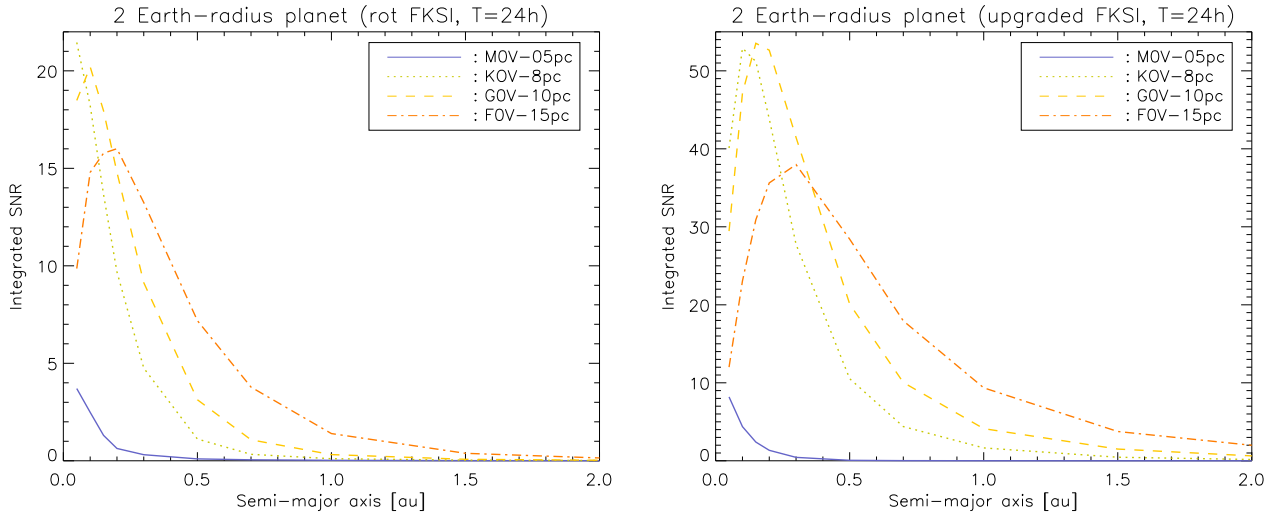 2 Earth-radius planet (rot FKSI, T=24h)
: M0V-05pc
: K0V-8pc
: G0V-10pc
: F0V-15pc
Integrated SNR
20
15
10
5
0
0.0 0.5 1.0 1.5 2.0
Semi-major axis [au]
2 Earth-radius planet (upgraded FKSI, T=24h)
: M0V-05pc
: K0V-8pc
: G0V-10pc
: F0V-15pc
Integrated SNR
50
40
30
20
10
0
0.0 0.5 1.0 1.5 2.0
Semi-major axis [au]